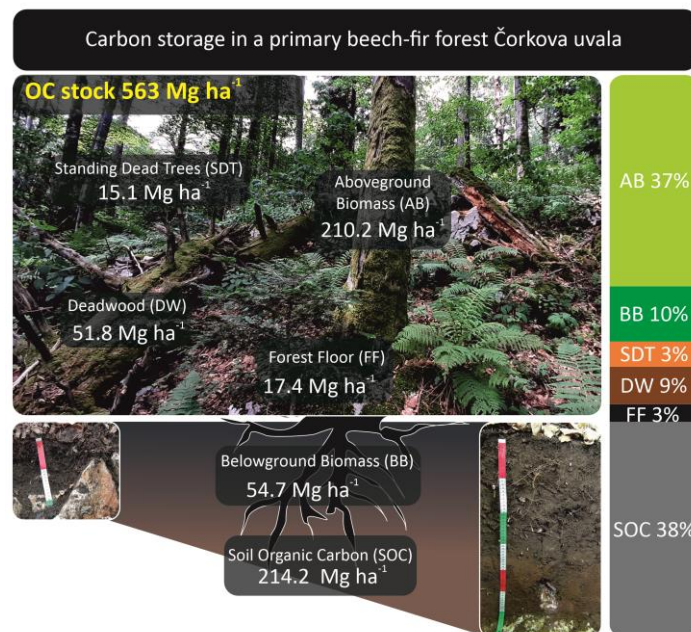 Carbon storage in a primary beech-fir forest Čorkova uvala
OC stock 563 Mg ha⁻¹
Standing Dead Trees (SDT)
15.1 Mg ha⁻¹
Aboveground
Biomass (AB)
210.2 Mg ha⁻¹
Deadwood (DW)
51.8 Mg ha⁻¹
Forest Floor (FF)
17.4 Mg ha⁻¹
Belowground Biomass (BB)
54.7 Mg ha⁻¹
Soil Organic Carbon (SOC)
214.2 Mg ha⁻¹
AB 37%
BB 10%
SDT 3%
DW 9%
FF 3%
SOC 38%